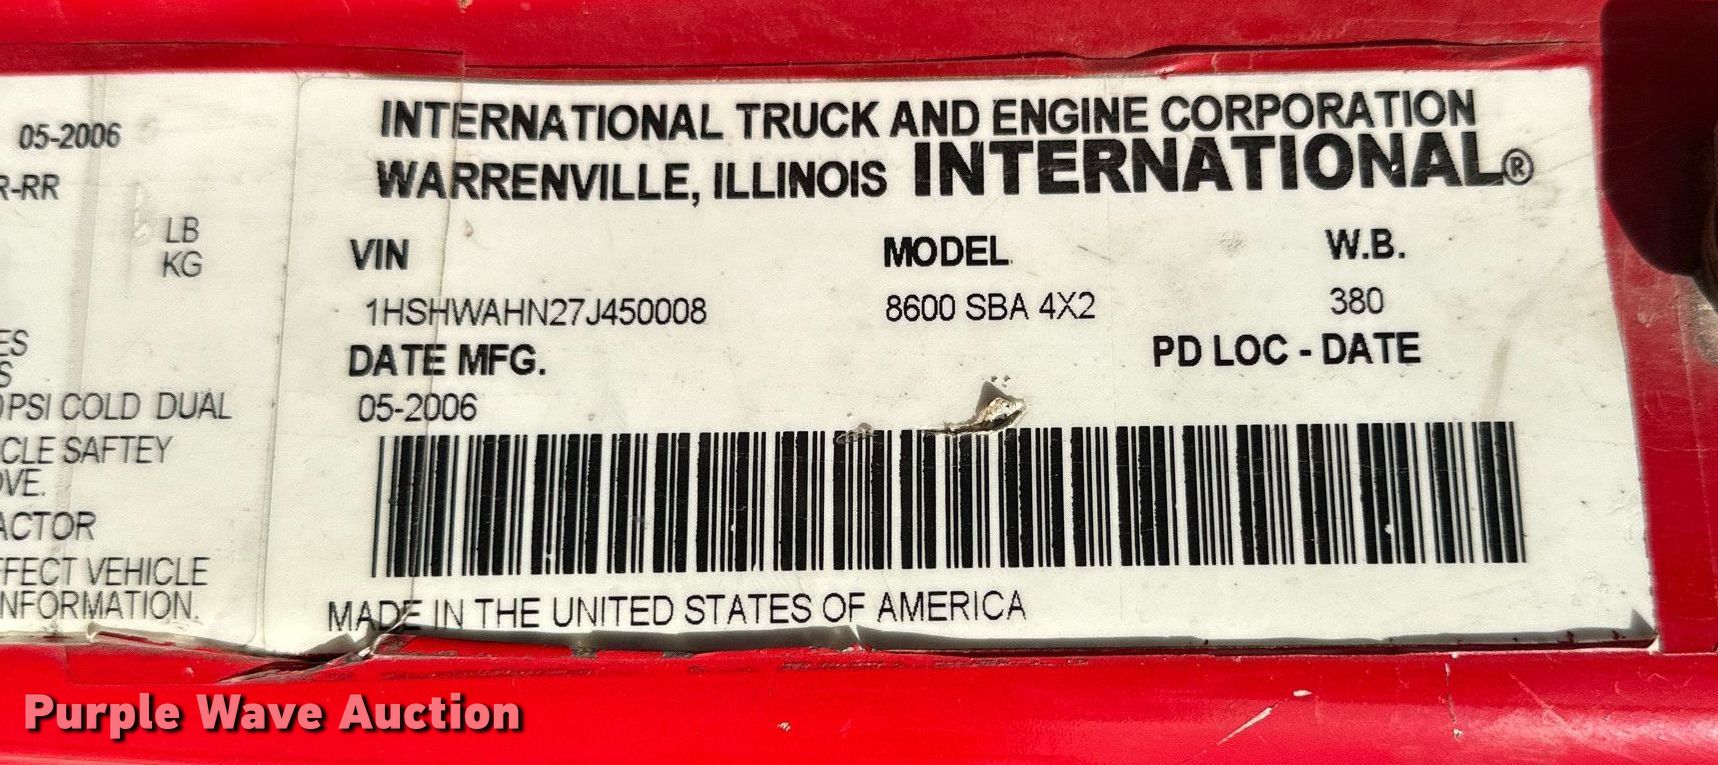 05-2006
R-RR
LB
KG
ES
S
PSI COLD DUAL
CLE SAFTEY
OVE.
ACTOR
FFECT VEHICLE
NFORMATION.
INTERNATIONAL TRUCK AND ENGINE CORPORATION
WARRENVILLE, ILLINOIS INTERNATIONAL®
VIN MODEL W.B.
1HSHWAHN27J450008 8600 SBA 4X2 380
DATE MFG. PD LOC - DATE
05-2006
MADE IN THE UNITED STATES OF AMERICA
Purple Wave Auction